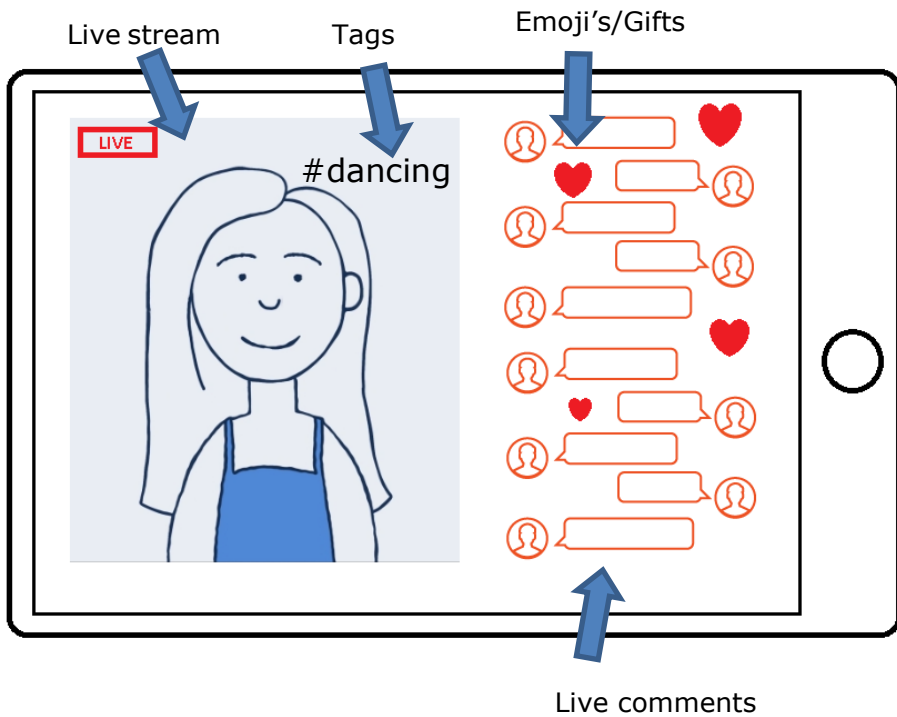 Live stream
Tags
Emoji's/Gifts
LIVE
#dancing
Live comments